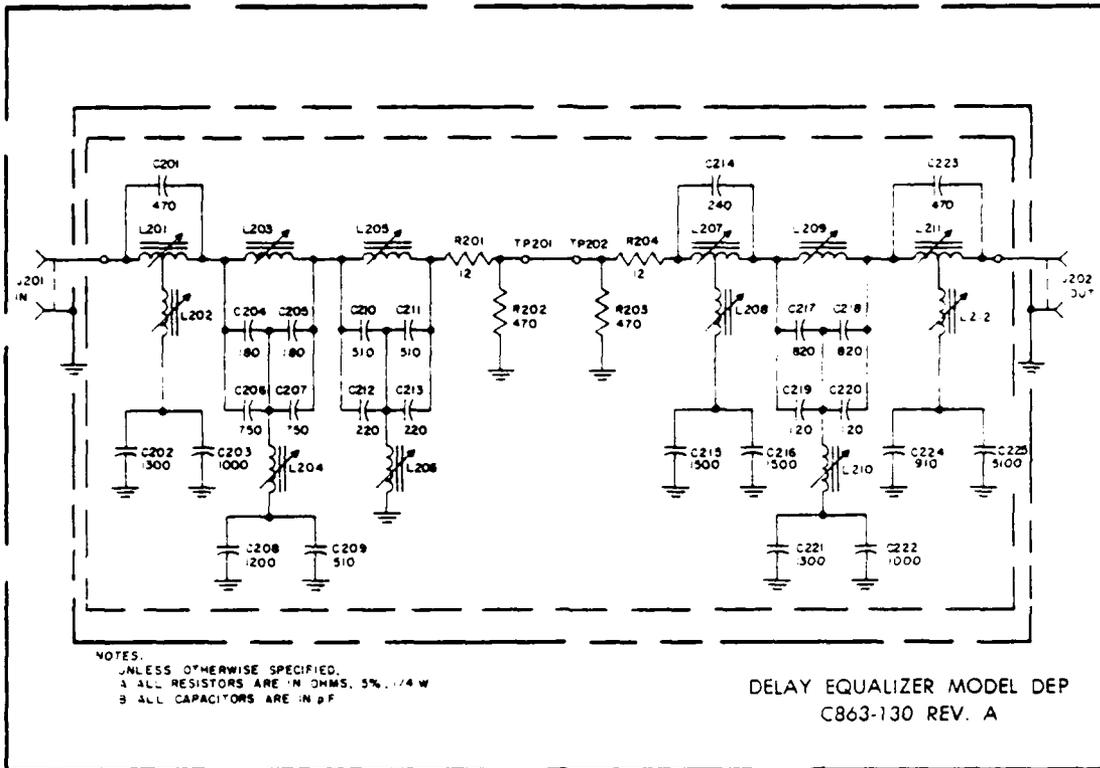 C201
470
C214
240
C223
470
L201
L203
L205
R201
12
TP201
TP202
R204
12
L207
L209
L211
J201
IN
J202
OUT
L202
R202
470
R203
470
L208
L212
C204
180
C205
180
C210
510
C211
510
C217
820
C218
820
C206
750
C207
750
C212
220
C213
220
C219
120
C220
120
C202
1300
C203
1000
L204
L206
C215
1500
C216
1500
L210
C224
910
C225
5100
C208
1200
C209
510
C221
1300
C222
1000
NOTES.
UNLESS OTHERWISE SPECIFIED.
A ALL RESISTORS ARE IN OHMS, 5%, 1/4 W
B ALL CAPACITORS ARE IN pF
DELAY EQUALIZER MODEL DEP
C863-130 REV. A